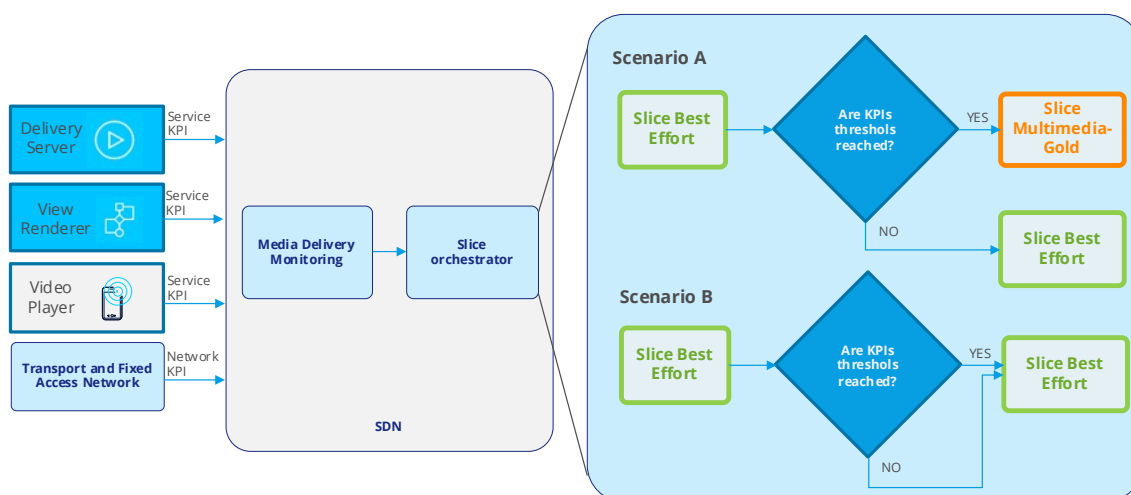 Delivery
Server
Service
KPI
View
Renderer
Service
KPI
Video
Player
Service
KPI
Transport and Fixed
Access Network
Network
KPI
Media Delivery
Monitoring
Slice
orchestrator
SDN
Scenario A
Slice Best
Effort
Are KPIs
threshols
reached?
YES
Slice
Multimedia-
Gold
NO
Slice Best
Effort
Scenario B
Slice Best
Effort
Are KPIs
threshols
reached?
YES
Slice Best
Effort
NO